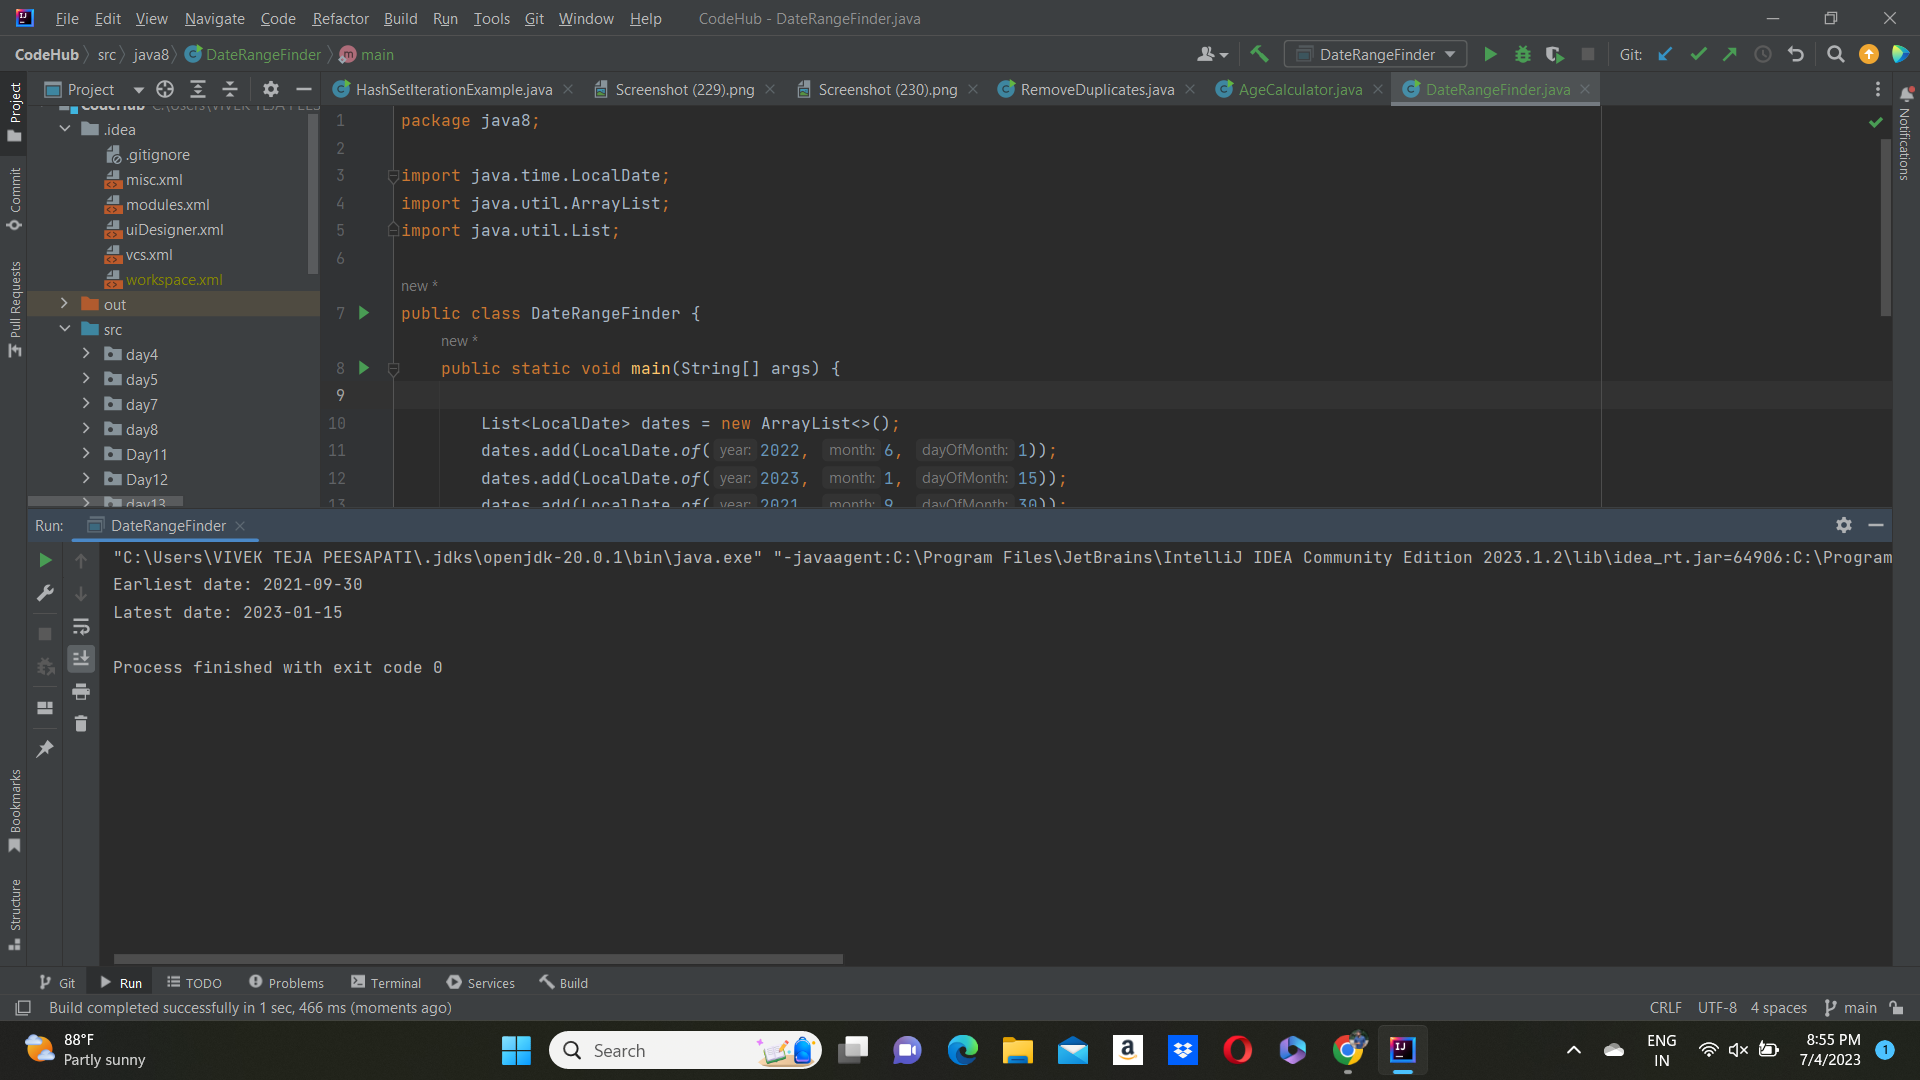 File Edit View Navigate Code Refactor Build Run Tools Git Window Help CodeHub - DateRangeFinder.java
CodeHub src java8 DateRangeFinder main DateRangeFinder Git:
Project HashSetIterationExample.java Screenshot (229).png Screenshot (230).png RemoveDuplicates.java AgeCalculator.java DateRangeFinder.java
Project
Commit
Pull Requests
Bookmarks
Structure
Notifications
CodeHub
.idea
.gitignore
misc.xml
modules.xml
uiDesigner.xml
vcs.xml
workspace.xml
out
src
day4
day5
day7
day8
Day11
Day12
day13
1 package java8;
2
3 import java.time.LocalDate;
4 import java.util.ArrayList;
5 import java.util.List;
6
new *
7 public class DateRangeFinder {
new *
8 public static void main(String[] args) {
9
10 List<LocalDate> dates = new ArrayList<>();
11 dates.add(LocalDate.of( year: 2022, month: 6, dayOfMonth: 1));
12 dates.add(LocalDate.of( year: 2023, month: 1, dayOfMonth: 15));
13 dates.add(LocalDate.of( year: 2021, month: 9, dayOfMonth: 30));
Run: DateRangeFinder
"C:\Users\VIVEK TEJA PEESAPATI\.jdks\openjdk-20.0.1\bin\java.exe" "-javaagent:C:\Program Files\JetBrains\IntelliJ IDEA Community Edition 2023.1.2\lib\idea_rt.jar=64906:C:\Program
Earliest date: 2021-09-30
Latest date: 2023-01-15
Process finished with exit code 0
Git Run TODO Problems Terminal Services Build
Build completed successfully in 1 sec, 466 ms (moments ago) CRLF UTF-8 4 spaces main
88°F
Partly sunny
Search
ENG
IN
8:55 PM
7/4/2023
1